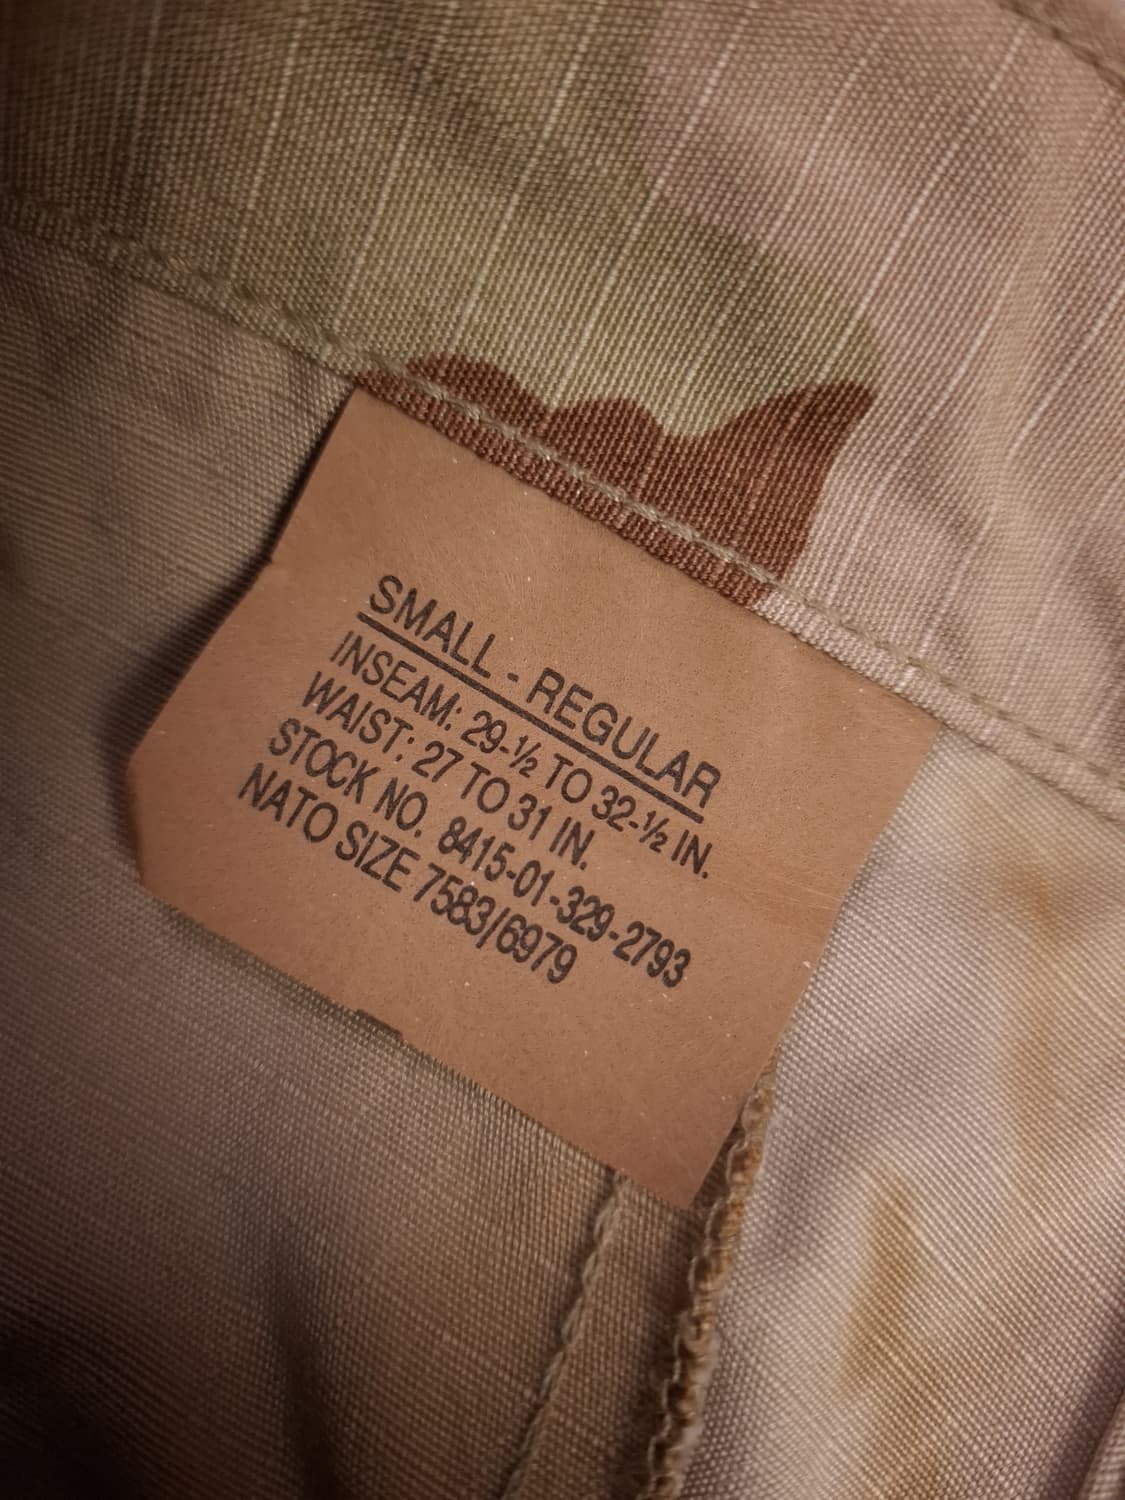 SMALL - REGULAR
INSEAM: 29-½ TO 32-½ IN.
WAIST: 27 TO 31 IN.
STOCK NO. 8415-01-329-2793
NATO SIZE 7583/6979